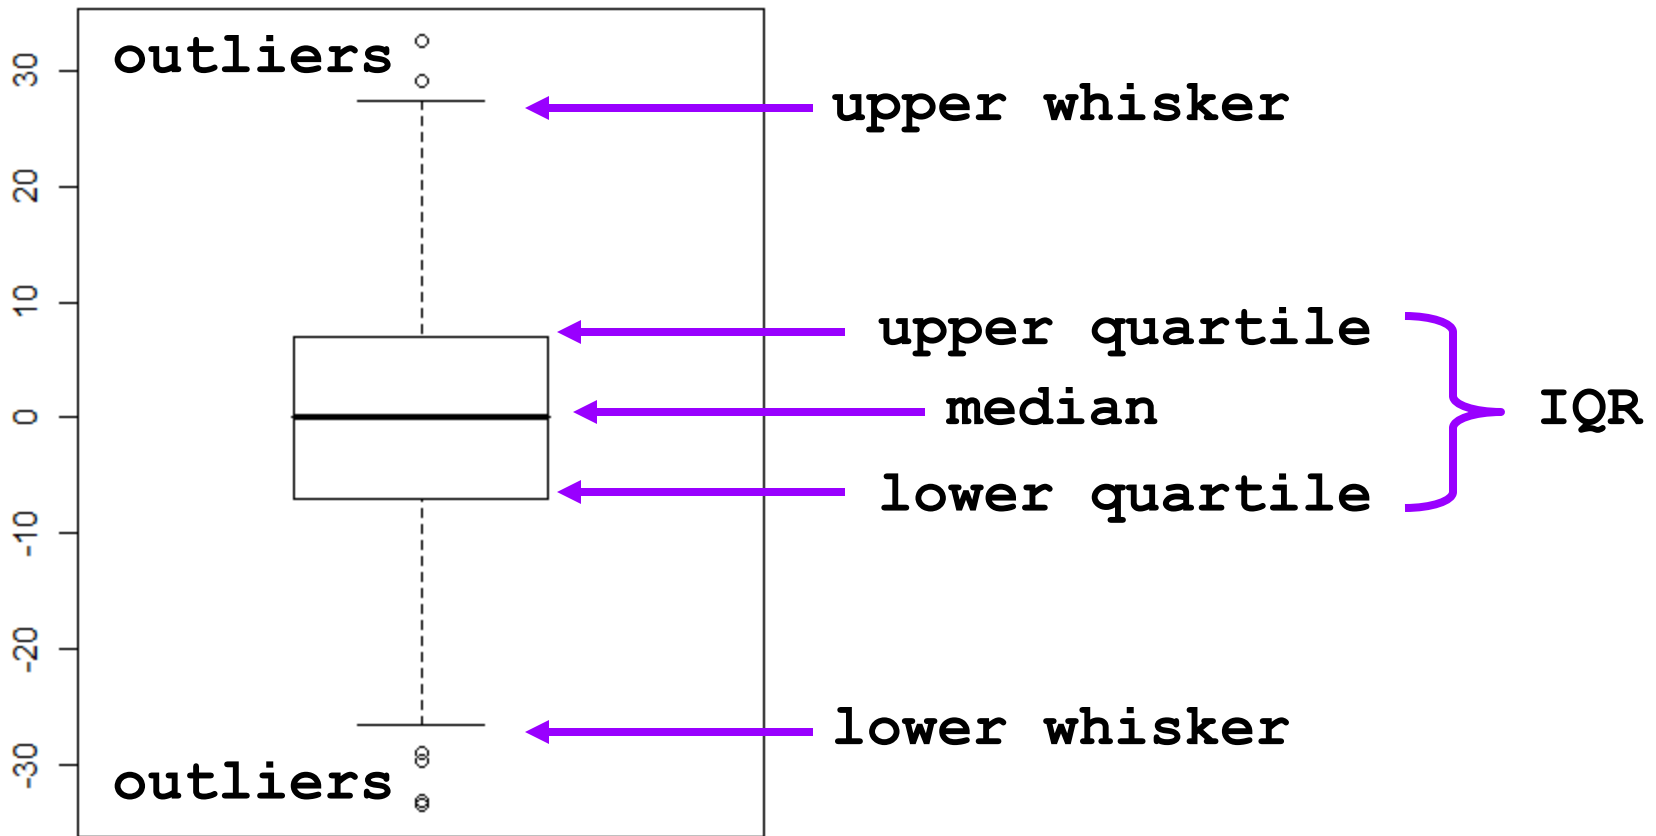 outliers
30
upper whisker
20
10
upper quartile
median
0
IQR
lower quartile
-10
-20
lower whisker
-30
outliers